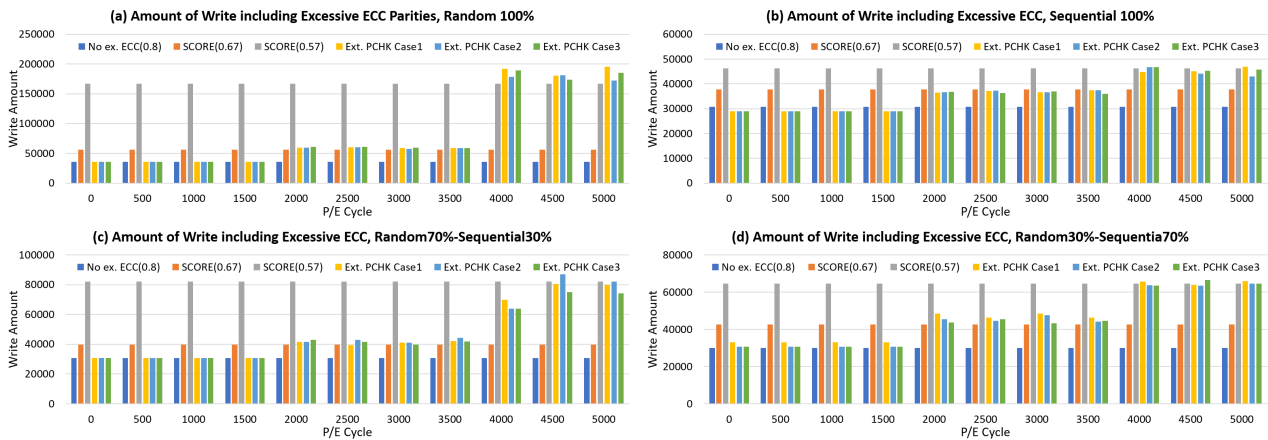 (a) Amount of Write including Excessive ECC Parities, Random 100%
No ex. ECC(0.8) SCORE(0.67) SCORE(0.57) Ext. PCHK Case1 Ext. PCHK Case2 Ext. PCHK Case3
Write Amount
250000
200000
150000
100000
50000
0
0 500 1000 1500 2000 2500 3000 3500 4000 4500 5000
P/E Cycle
(b) Amount of Write including Excessive ECC, Sequential 100%
No ex. ECC(0.8) SCORE(0.67) SCORE(0.57) Ext. PCHK Case1 Ext. PCHK Case2 Ext. PCHK Case3
Write Amount
60000
50000
40000
30000
20000
10000
0
0 500 1000 1500 2000 2500 3000 3500 4000 4500 5000
P/E Cycle
(c) Amount of Write including Excessive ECC, Random70%-Sequential30%
No ex. ECC(0.8) SCORE(0.67) SCORE(0.57) Ext. PCHK Case1 Ext. PCHK Case2 Ext. PCHK Case3
Write Amount
100000
80000
60000
40000
20000
0
0 500 1000 1500 2000 2500 3000 3500 4000 4500 5000
P/E Cycle
(d) Amount of Write including Excessive ECC, Random30%-Sequentia70%
No ex. ECC(0.8) SCORE(0.67) SCORE(0.57) Ext. PCHK Case1 Ext. PCHK Case2 Ext. PCHK Case3
Write Amount
80000
60000
40000
20000
0
0 500 1000 1500 2000 2500 3000 3500 4000 4500 5000
P/E Cycle